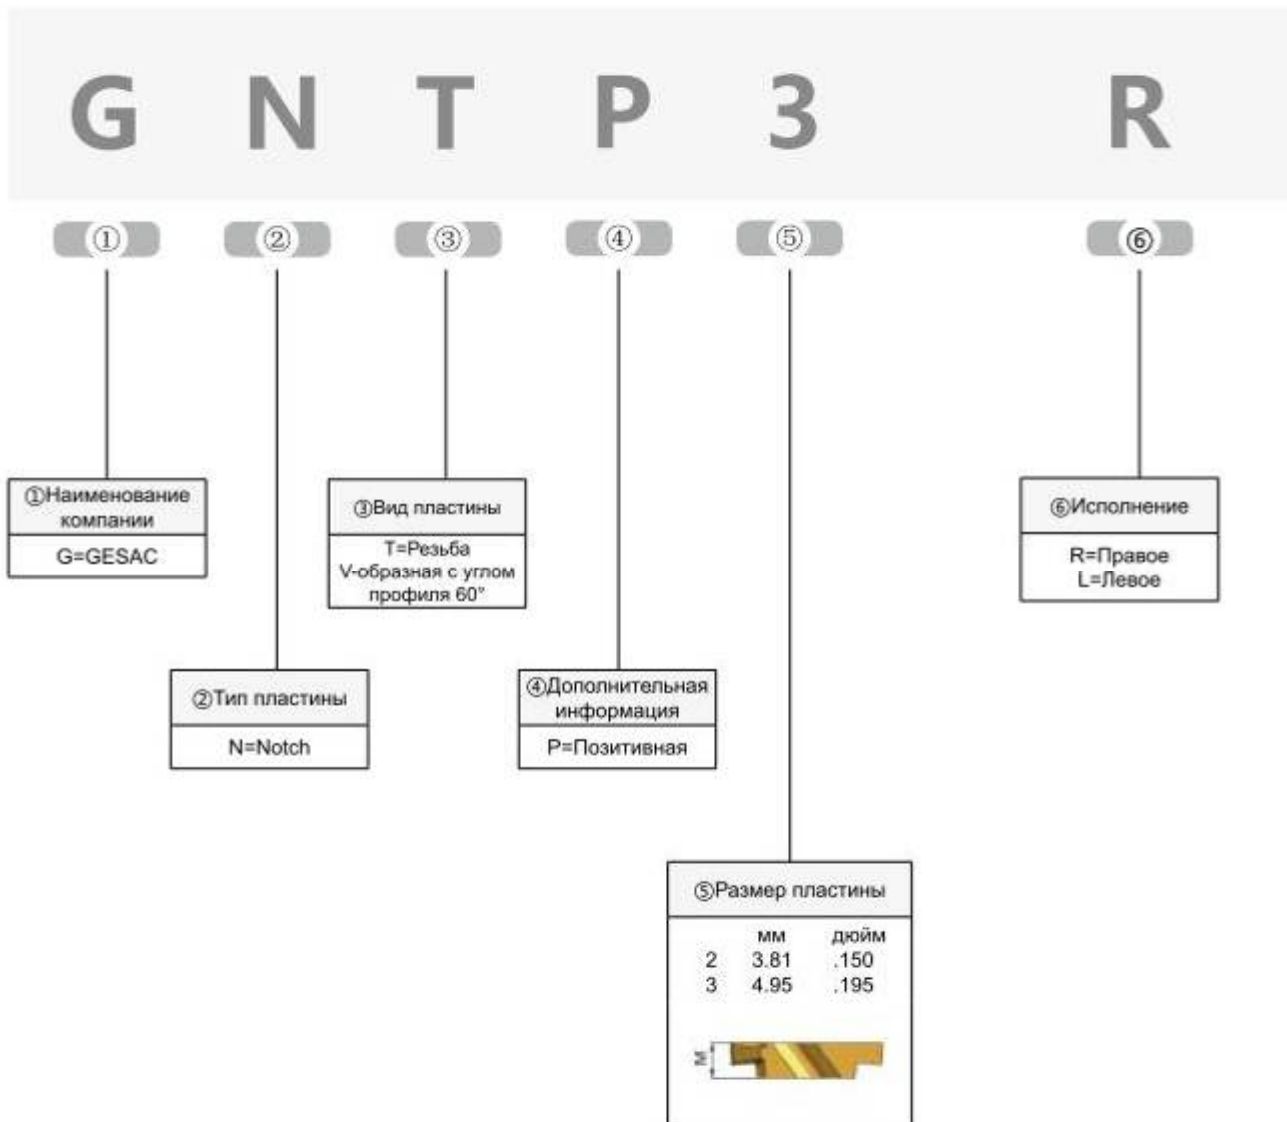 G N T P 3 R
① ② ③ ④ ⑤ ⑥
①Наименование
компании
G=GESAC
③Вид пластины
T=Резьба
V-образная с углом
профиля 60°
⑥Исполнение
R=Правое
L=Левое
②Тип пластины
N=Notch
④Дополнительная
информация
P=Позитивная
⑤Размер пластины
мм дюйм
2 3.81 .150
3 4.95 .195
M